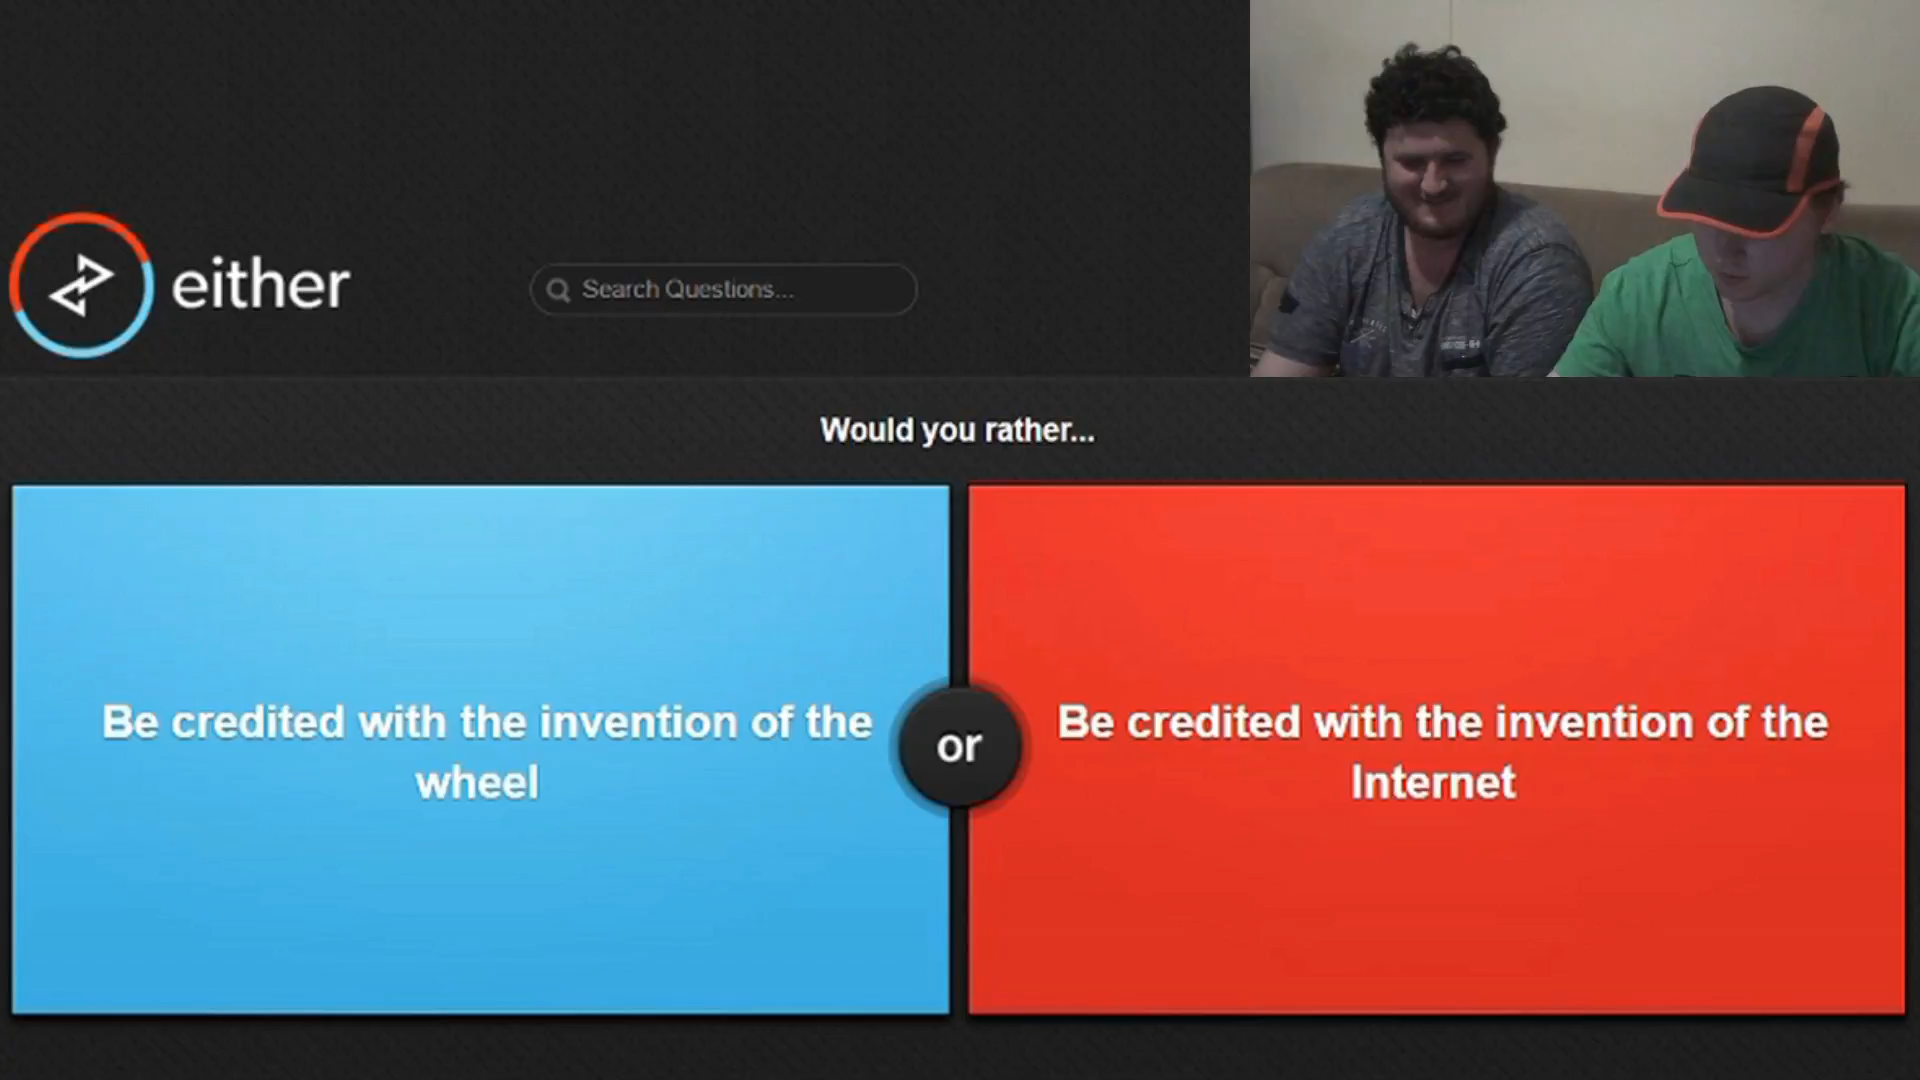 either
Search Questions...
Would you rather...
Be credited with the invention of the
wheel
or
Be credited with the invention of the
Internet